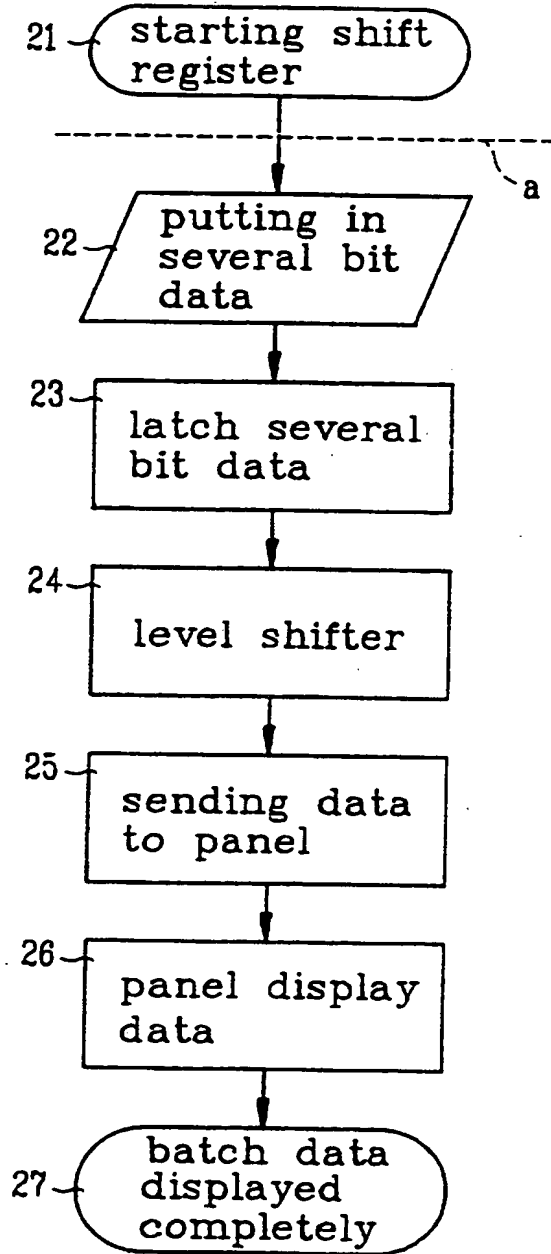 21
starting shift
register
a
22
putting in
several bit
data
23
latch several
bit data
24
level shifter
25
sending data
to panel
26
panel display
data
27
batch data
displayed
completely